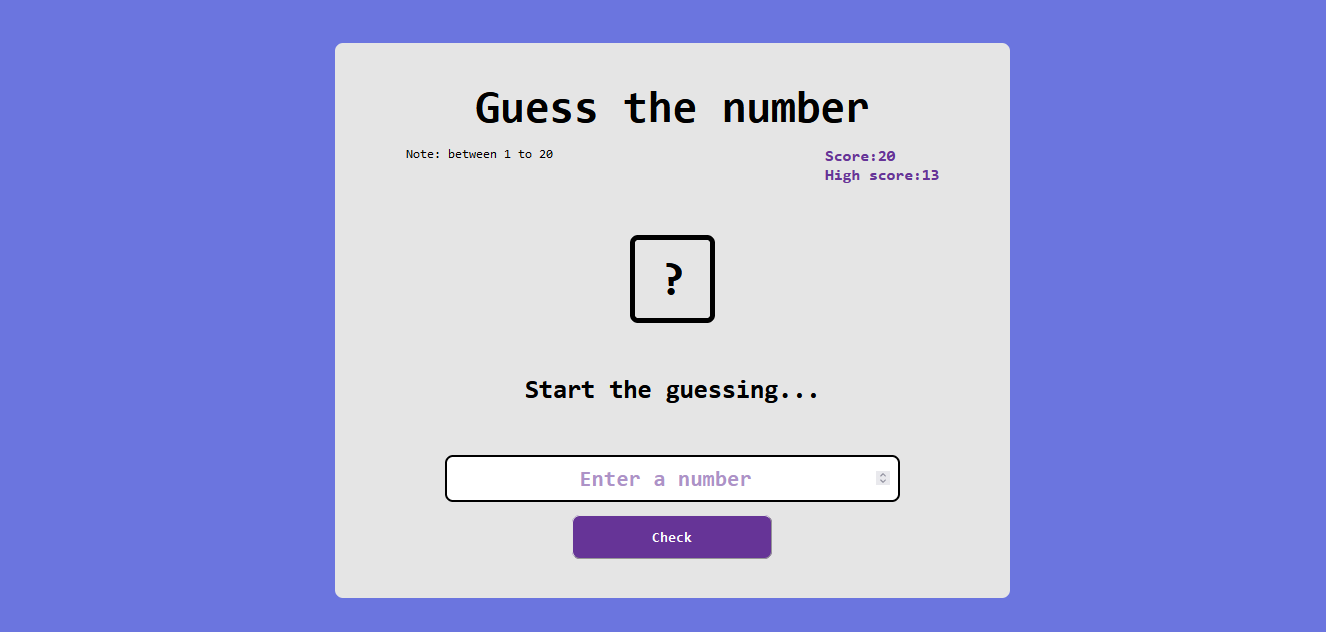 Guess the number
Note: between 1 to 20
Score:20
High score:13
?
Start the guessing...
Enter a number
Check